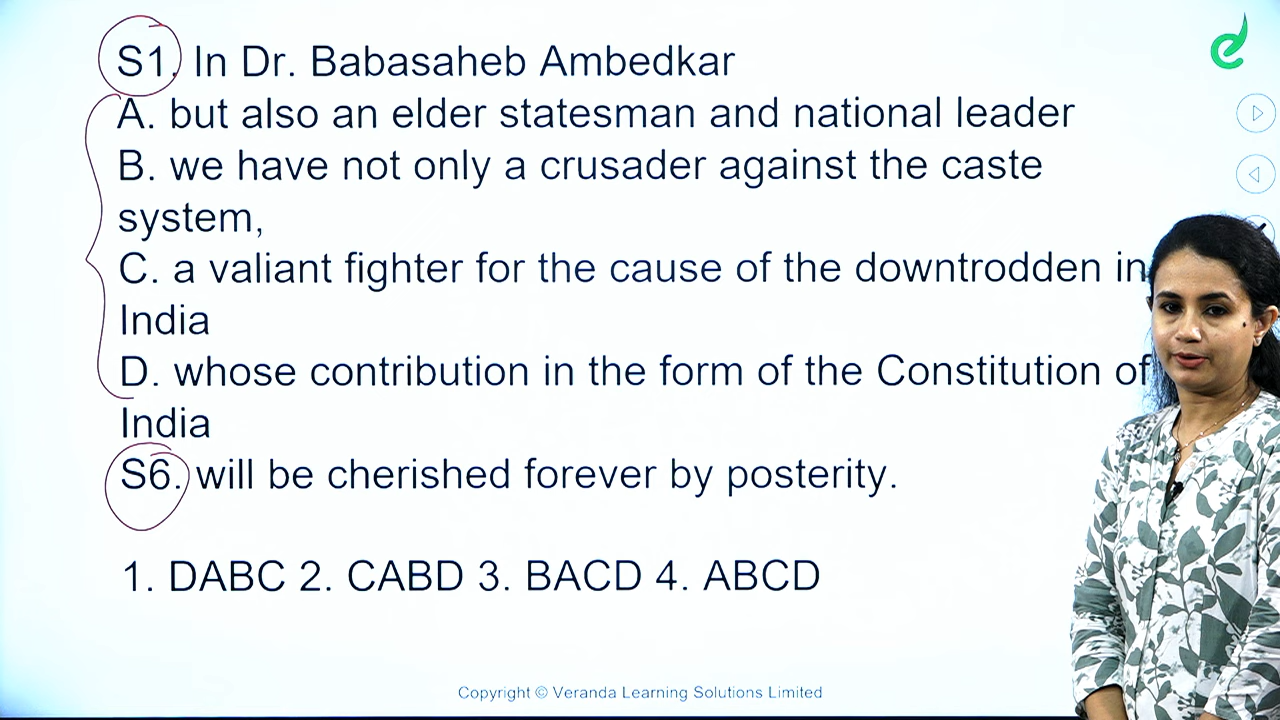 S1. In Dr. Babasaheb Ambedkar
A. but also an elder statesman and national leader
B. we have not only a crusader against the caste
system,
C. a valiant fighter for the cause of the downtrodden in
India
D. whose contribution in the form of the Constitution of
India
S6. will be cherished forever by posterity.
1. DABC 2. CABD 3. BACD 4. ABCD
Copyright © Veranda Learning Solutions Limited